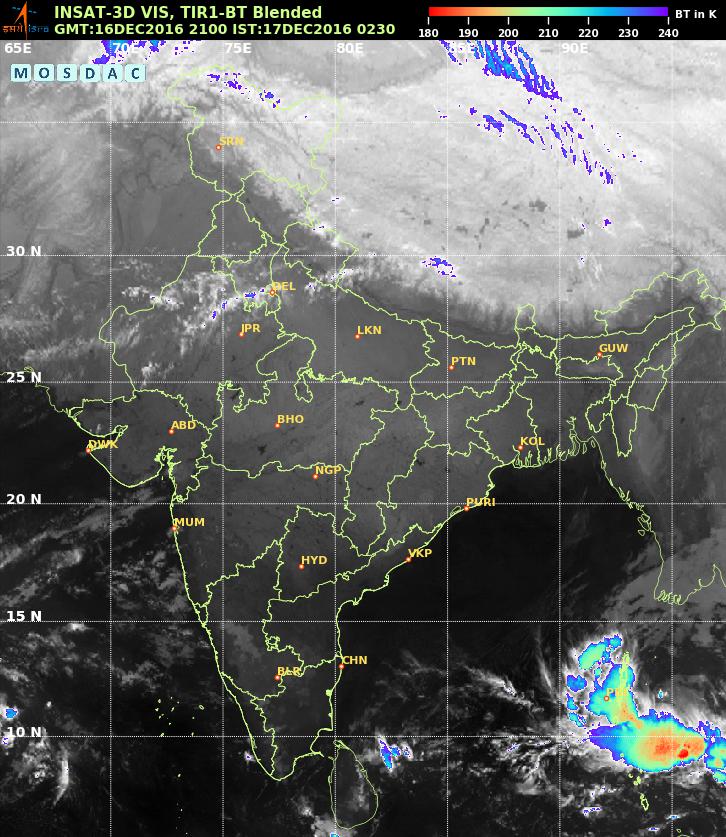 INSAT-3D VIS, TIR1-BT Blended
GMT:16DEC2016 2100 IST:17DEC2016 0230
BT in K
180 190 200 210 220 230 240
65E 70E 75E 80E 85E 90E
MOSDAC
SRN
30 N
DEL
JPR LKN
GUW
PTN
25 N
ABD BHO
DWK KOL
NGP
20 N PURI
MUM
HYD VKP
15 N
BLR CHN
10 N